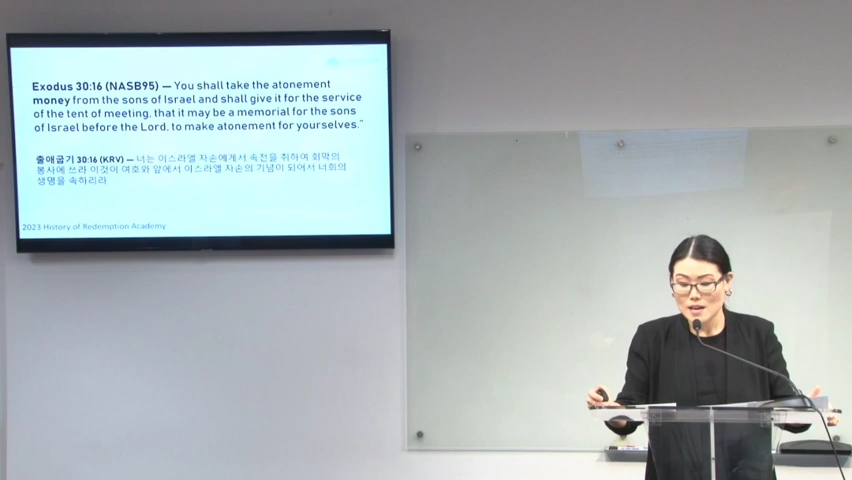 Exodus 30:16 (NASB95) — You shall take the atonement
money from the sons of Israel and shall give it for the service
of the tent of meeting, that it may be a memorial for the sons
of Israel before the Lord, to make atonement for yourselves.”
출애굽기 30:16 (KRV) — 너는 이스라엘 자손에게서 속전을 취하여 회막의
봉사에 쓰라 이것이 여호와 앞에서 이스라엘 자손의 기념이 되어서 너희의
생명을 속하리라
2023 History of Redemption Academy